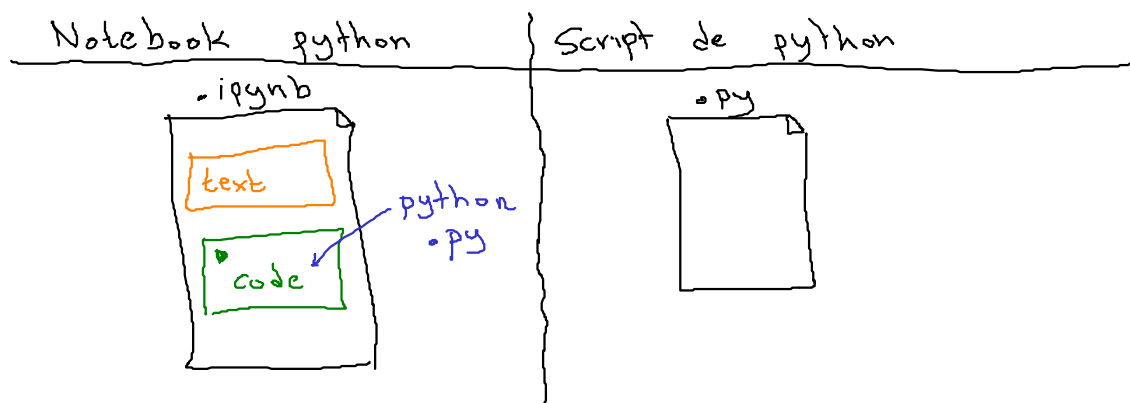 Notebook python
Script de python
.ipynb
.py
text
python
.py
code